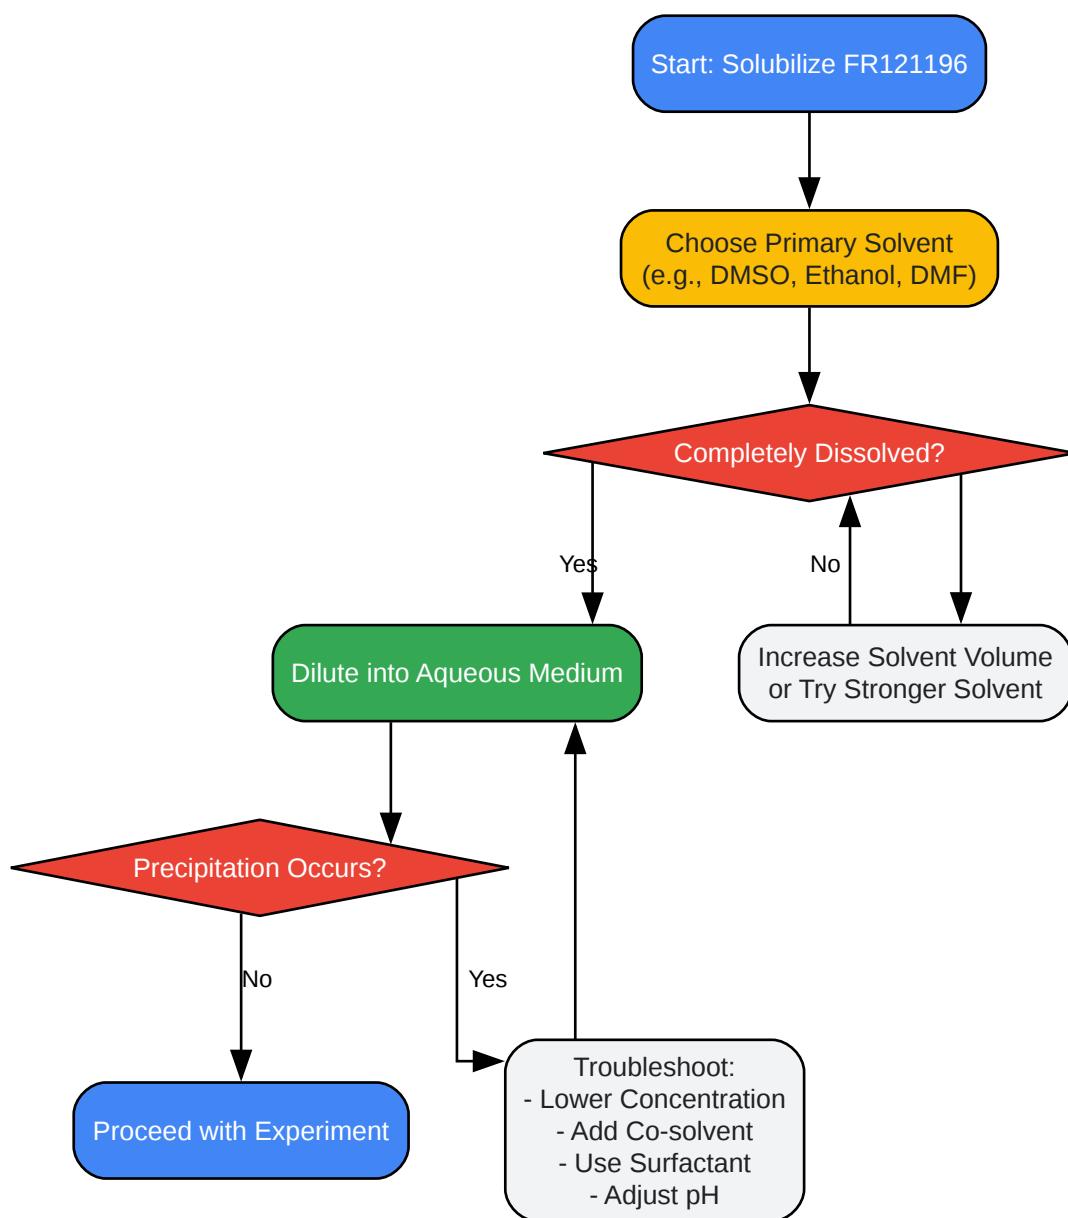 Start: Solubilize FR121196
Choose Primary Solvent
(e.g., DMSO, Ethanol, DMF)
Completely Dissolved?
Yes
No
Dilute into Aqueous Medium
Increase Solvent Volume
or Try Stronger Solvent
Precipitation Occurs?
No
Yes
Troubleshoot:
- Lower Concentration
- Add Co-solvent
- Use Surfactant
- Adjust pH
Proceed with Experiment